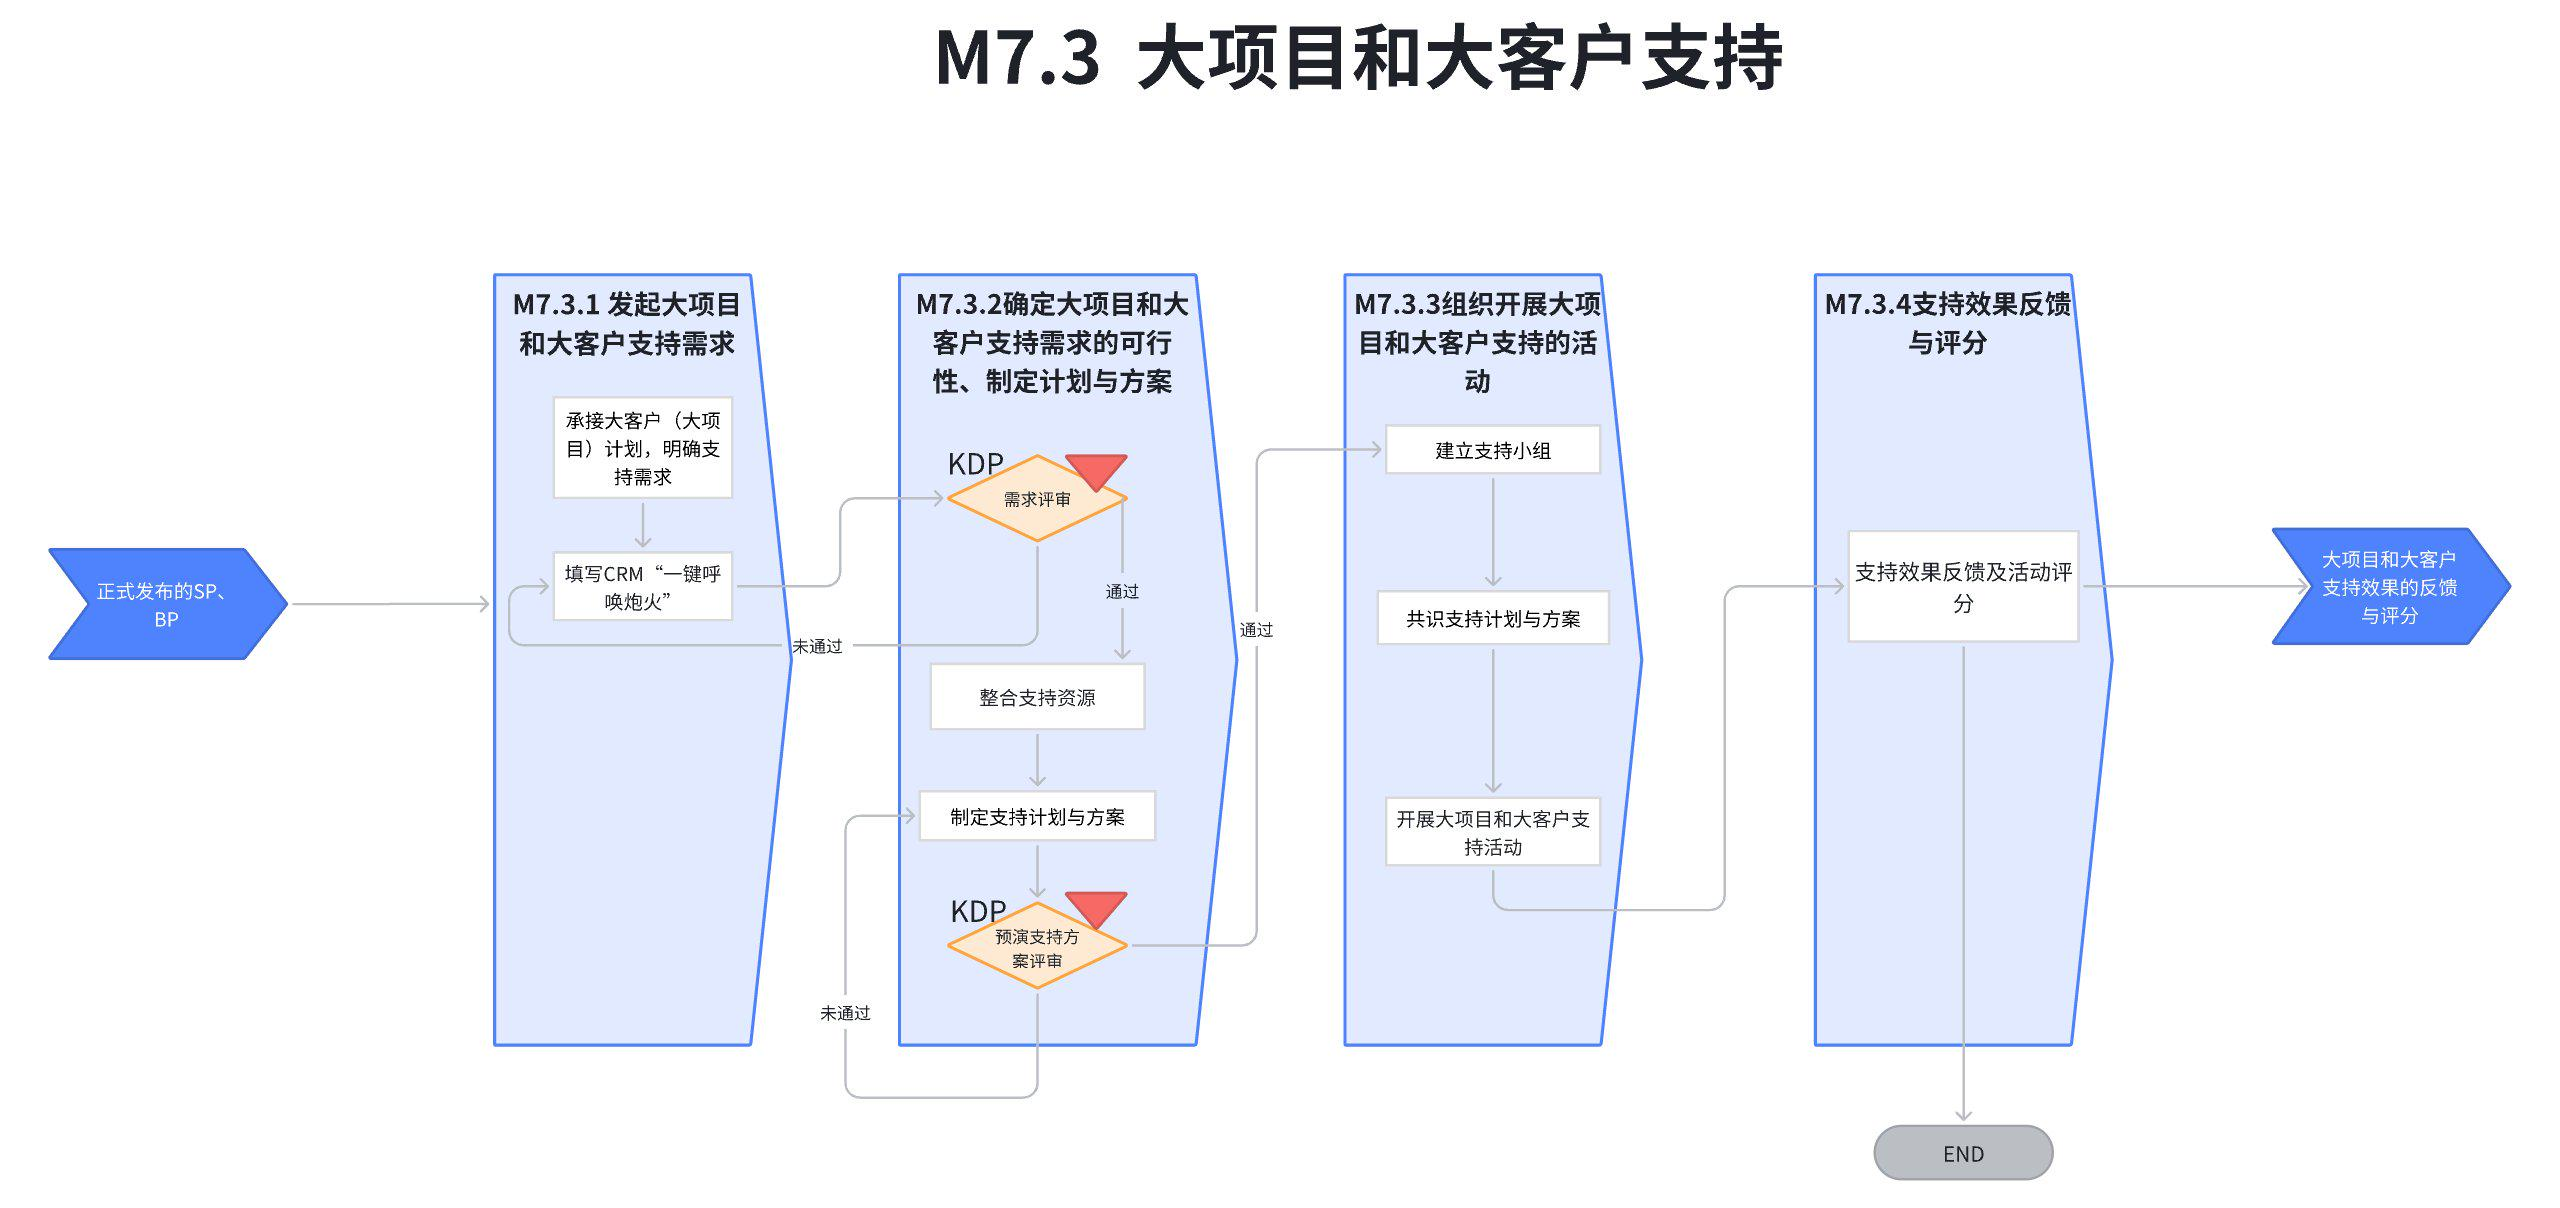 M7.3 大项目和大客户支持
正式发布的SP、
BP
M7.3.1 发起大项目
和大客户支持需求
承接大客户（大项
目）计划，明确支
持需求
填写CRM“一键呼
唤炮火”
未通过
M7.3.2确定大项目和大
客户支持需求的可行
性、制定计划与方案
KDP
需求评审
通过
整合支持资源
制定支持计划与方案
KDP
预演支持方
案评审
未通过
通过
M7.3.3组织开展大项
目和大客户支持的活
动
建立支持小组
共识支持计划与方案
开展大项目和大客户支
持活动
M7.3.4支持效果反馈
与评分
支持效果反馈及活动评
分
END
大项目和大客户
支持效果的反馈
与评分